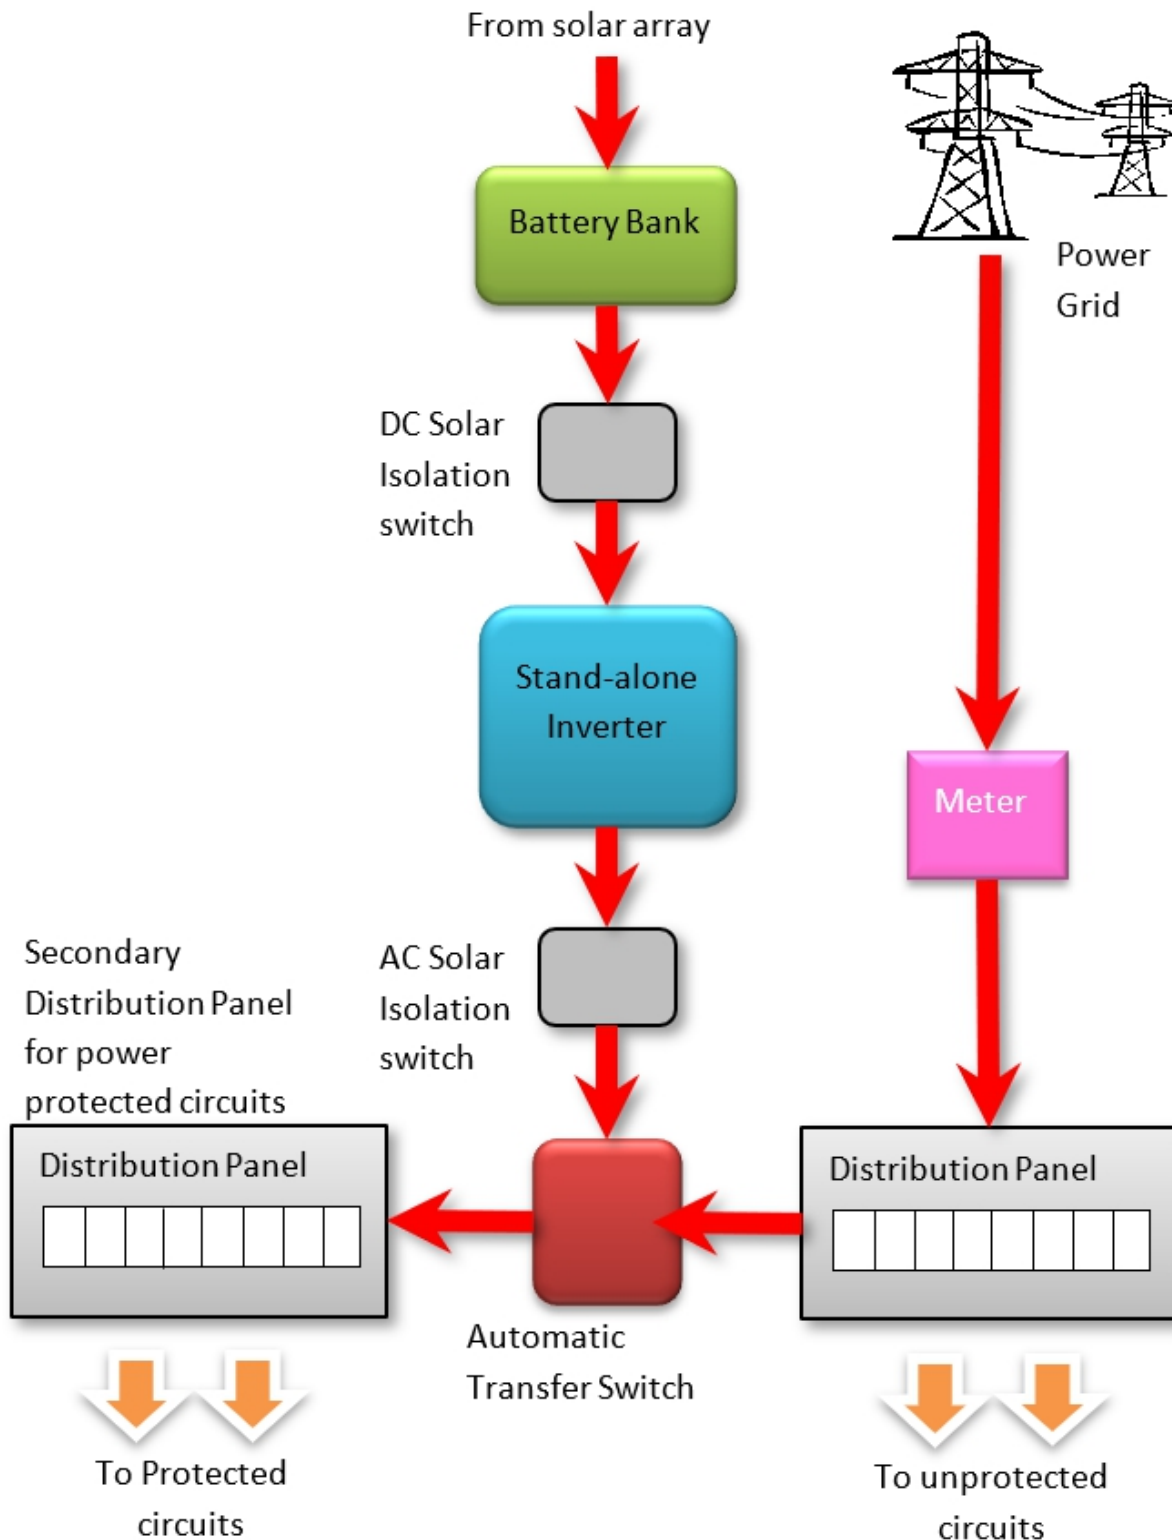 From solar array
Battery Bank
Power
Grid
DC Solar
Isolation
switch
Stand-alone
Inverter
Meter
Secondary
Distribution Panel
for power
protected circuits
AC Solar
Isolation
switch
Distribution Panel
Distribution Panel
Automatic
Transfer Switch
To Protected
circuits
To unprotected
circuits